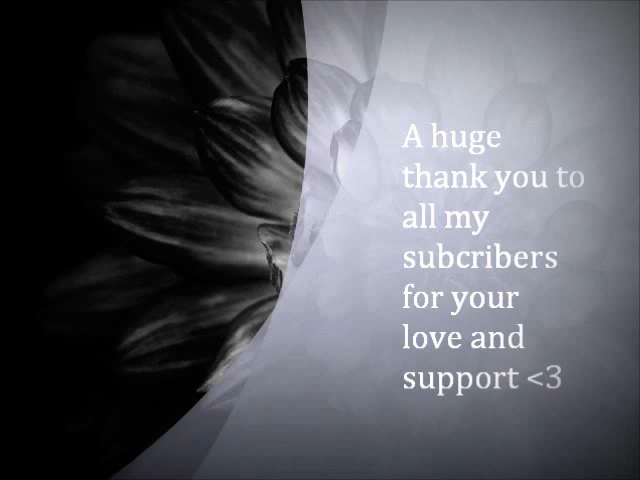 A huge
thank you to
all my
subcribers
for your
love and
support <3